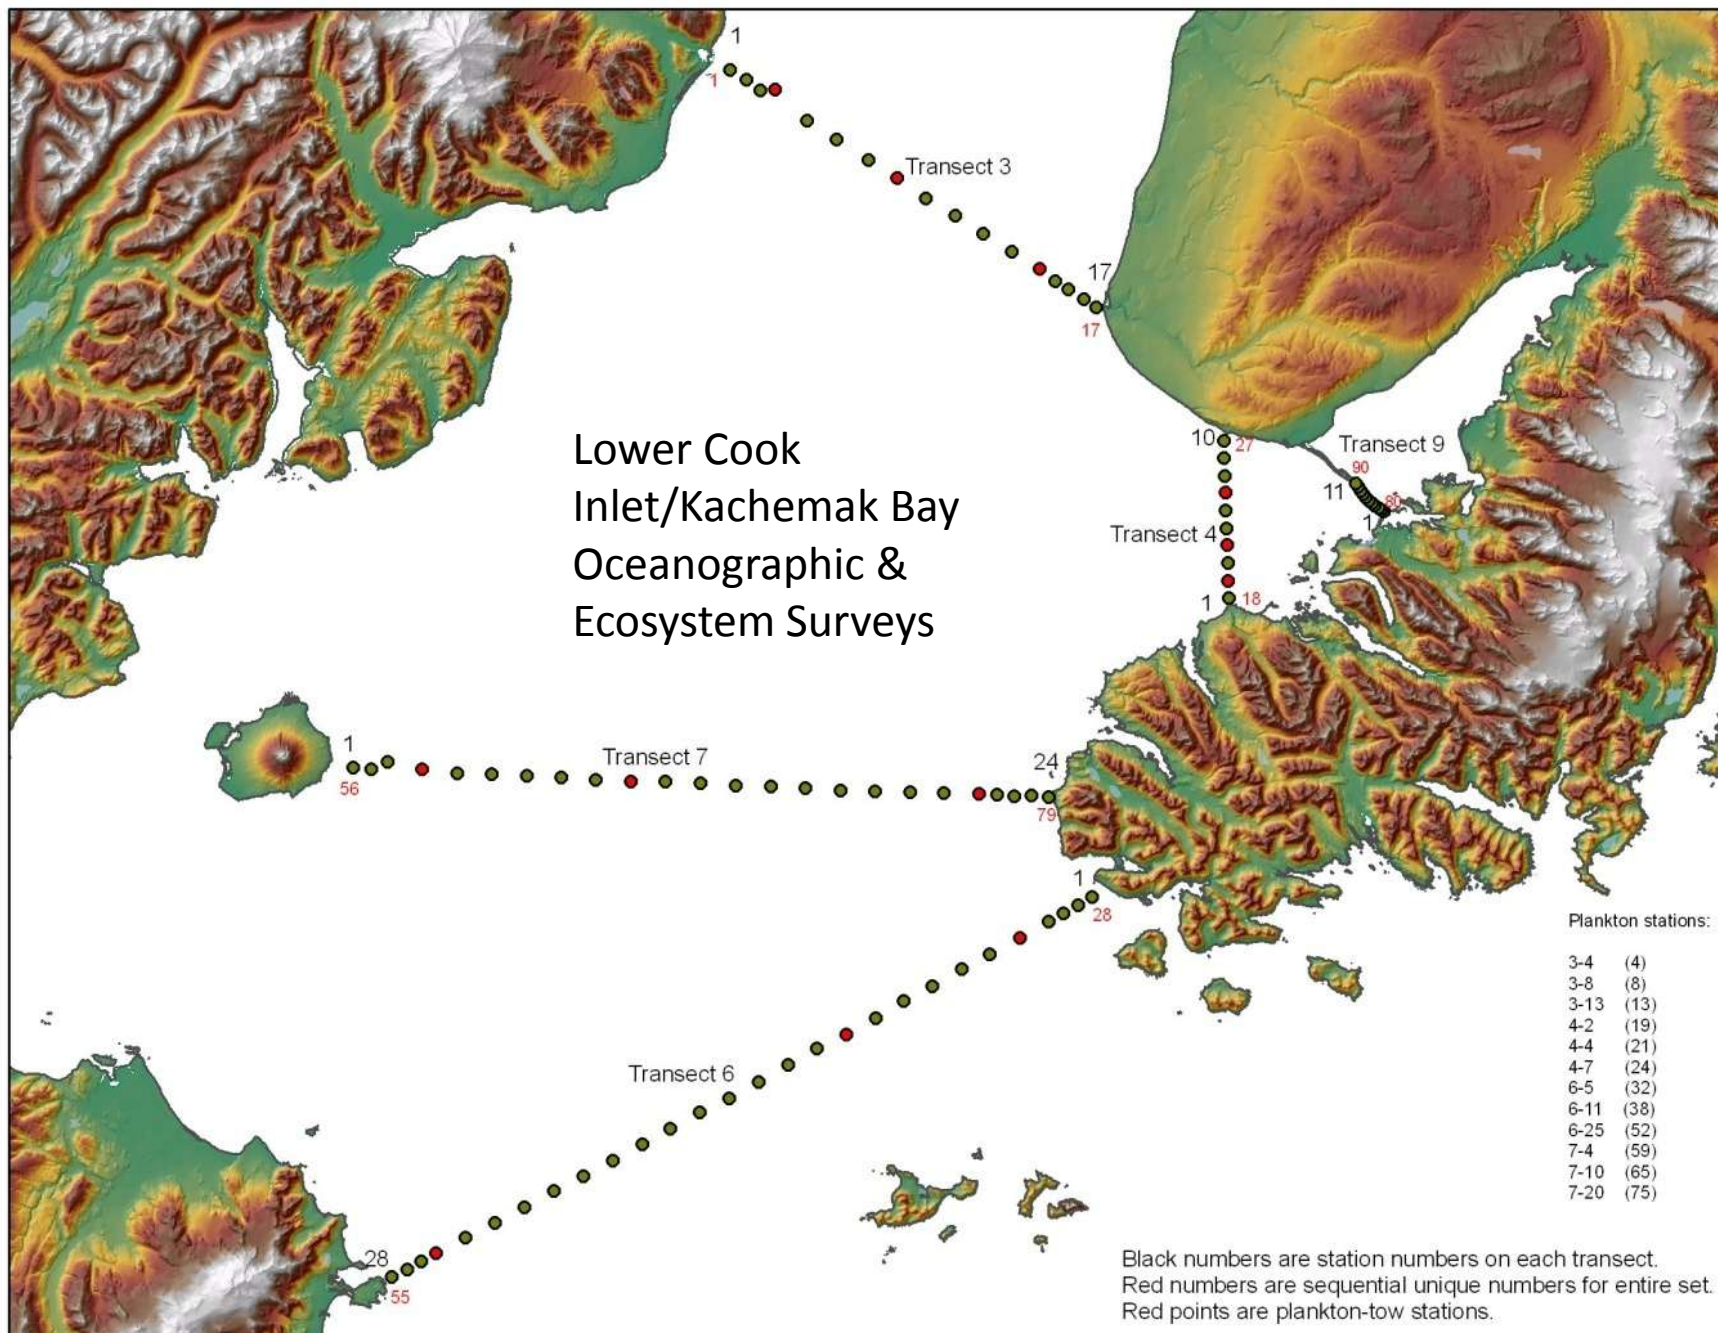 1
1
Transect 3
17
17
Lower Cook
Inlet/Kachemak Bay
Oceanographic &
Ecosystem Surveys
10
27
Transect 9
90
11
80
1
Transect 4
1
18
1
56
Transect 7
24
79
1
28
Transect 6
28
55
Plankton stations:
3-4 (4)
3-8 (8)
3-13 (13)
4-2 (19)
4-4 (21)
4-7 (24)
6-5 (32)
6-11 (38)
6-25 (52)
7-4 (59)
7-10 (65)
7-20 (75)
Black numbers are station numbers on each transect.
Red numbers are sequential unique numbers for entire set.
Red points are plankton-tow stations.